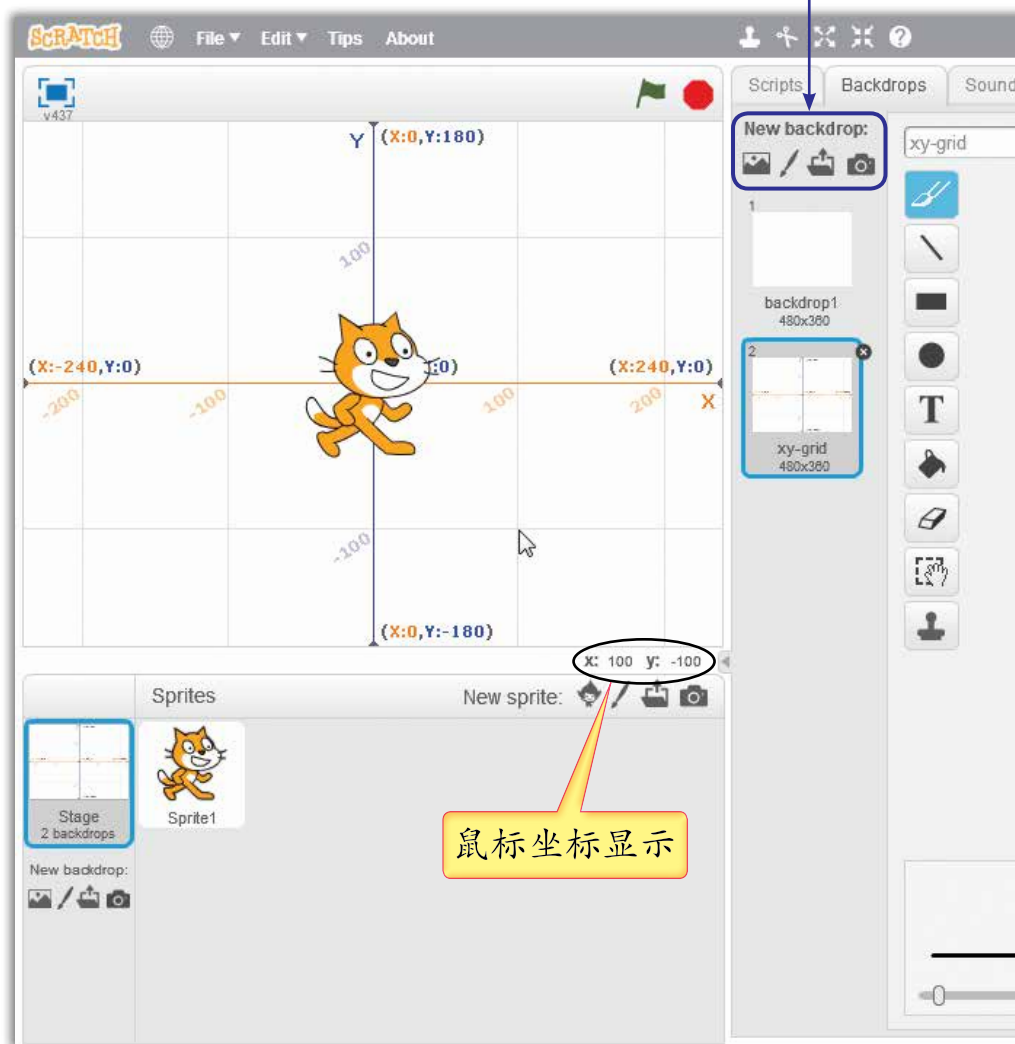 SCRATCH File Edit Tips About
v437
Y (X:0,Y:180)
100
(X:-240,Y:0) :0) (X:240,Y:0)
-200 -100 100 200 X
-100
(X:0,Y:-180)
x: 100 y: -100
Scripts Backdrops Sound
New backdrop:
xy-grid
1
backdrop1
480x360
2
xy-grid
480x360
T
Sprites New sprite:
Stage
2 backdrops
Sprite1
New backdrop:
鼠标坐标显示